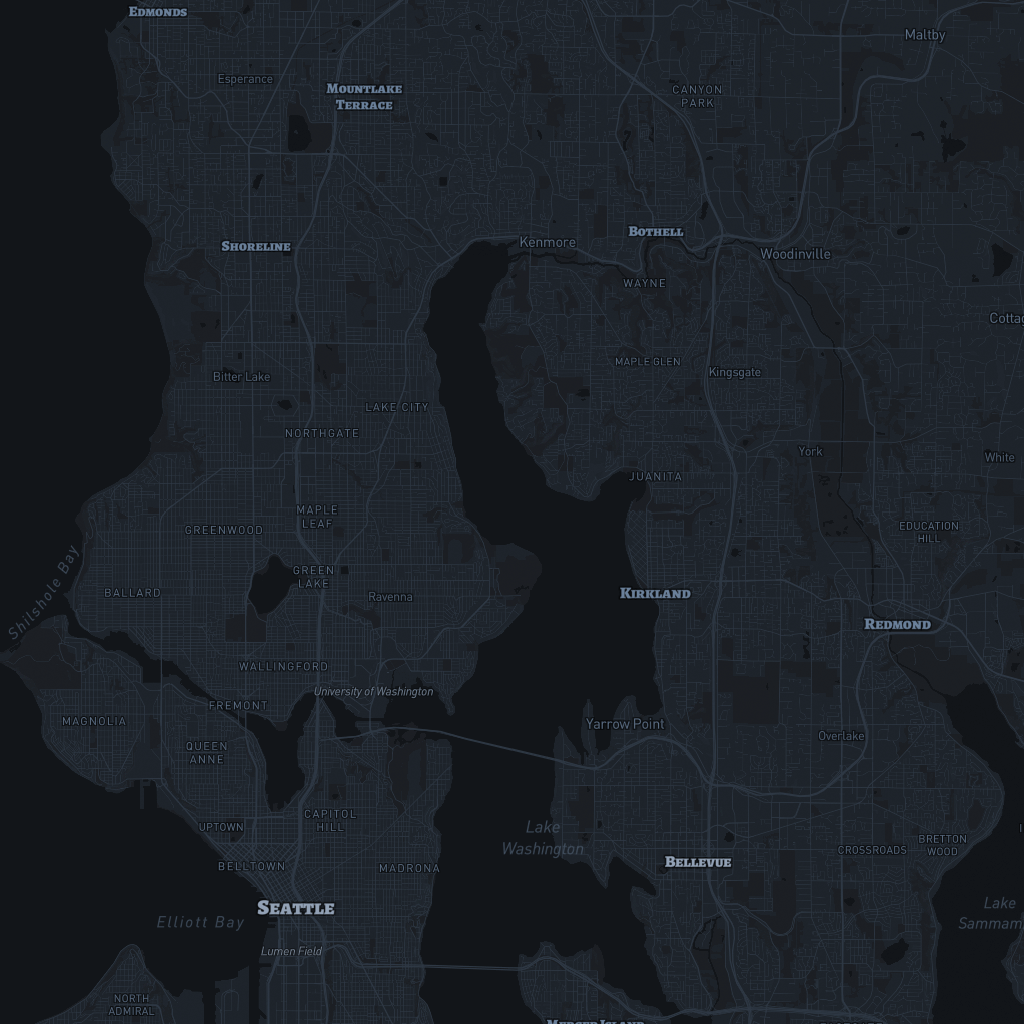 EDMONDS
Maltby
Esperance
MOUNTLAKE
TERRACE
CANYON
PARK
SHORELINE
Kenmore
BOTHELL
Woodinville
WAYNE
MAPLE GLEN
Kingsgate
Bitter Lake
LAKE CITY
NORTHGATE
York
White
JUANITA
MAPLE
LEAF
GREENWOOD
EDUCATION
HILL
GREEN
LAKE
Shilshole Bay
BALLARD
Ravenna
KIRKLAND
REDMOND
WALLINGFORD
University of Washington
FREMONT
MAGNOLIA
Yarrow Point
Overlake
QUEEN
ANNE
CAPITOL
HILL
UPTOWN
Lake
Washington
BRETTON
WOOD
CROSSROADS
BELLTOWN
MADRONA
BELLEVUE
SEATTLE
Elliott Bay
Lake
Sammam
Lumen Field
NORTH
ADMIRAL
MERCER ISLAND